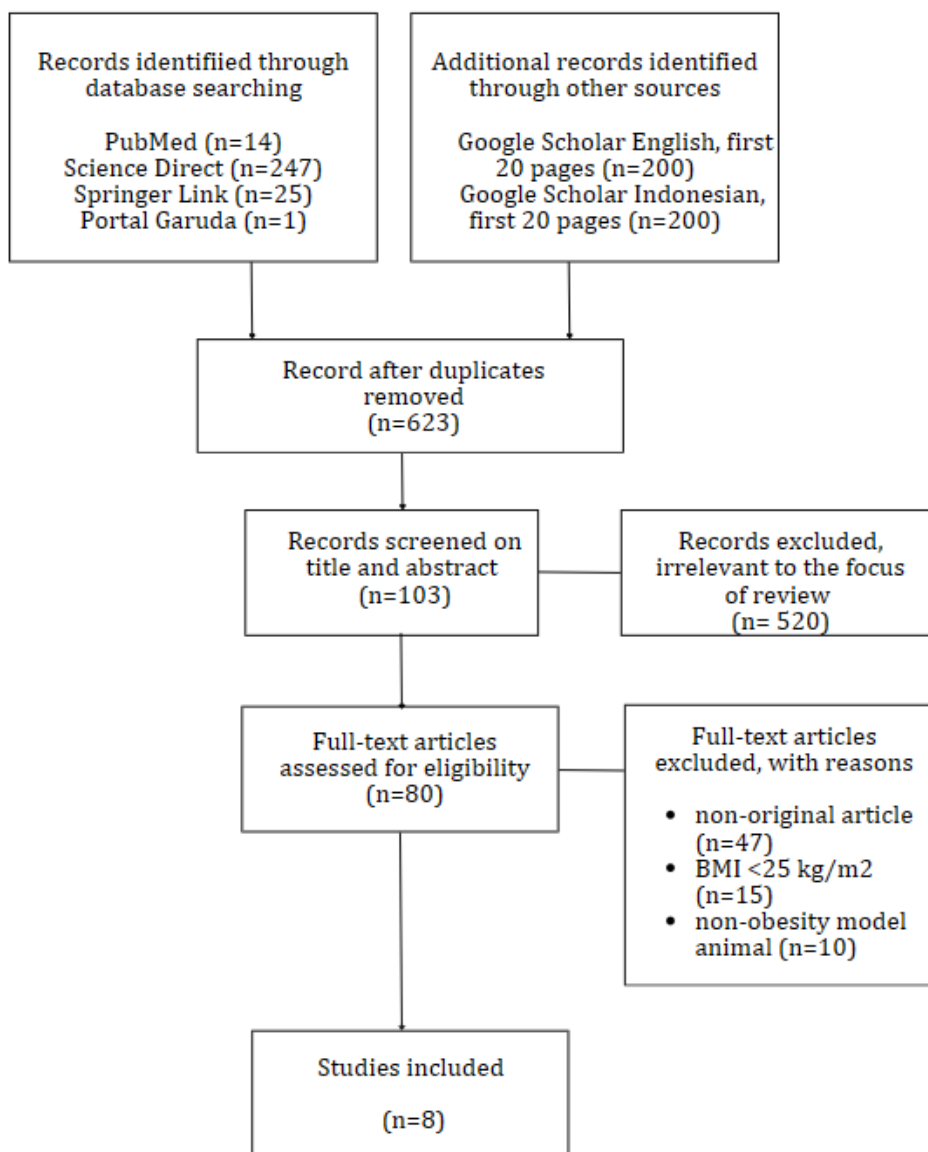 Records identifiied through
database searching
PubMed (n=14)
Science Direct (n=247)
Springer Link (n=25)
Portal Garuda (n=1)
Additional records identified
through other sources
Google Scholar English, first
20 pages (n=200)
Google Scholar Indonesian,
first 20 pages (n=200)
Record after duplicates
removed
(n=623)
Records screened on
title and abstract
(n=103)
Records excluded,
irrelevant to the focus
of review
(n= 520)
Full-text articles
assessed for eligibility
(n=80)
Full-text articles
excluded, with reasons
• non-original article
(n=47)
• BMI <25 kg/m2
(n=15)
• non-obesity model
animal (n=10)
Studies included
(n=8)